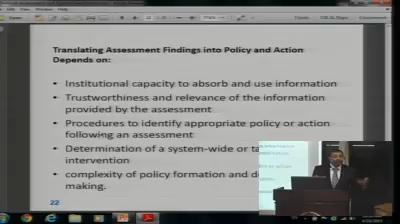 Translating Assessment Findings into Policy and Action
Depends on:
• Institutional capacity to absorb and use information
• Trustworthiness and relevance of the information
provided by the assessment
• Procedures to identify appropriate policy or action
following an assessment
• Determination of a system-wide or ta
intervention
• complexity of policy formation and de
making.
22